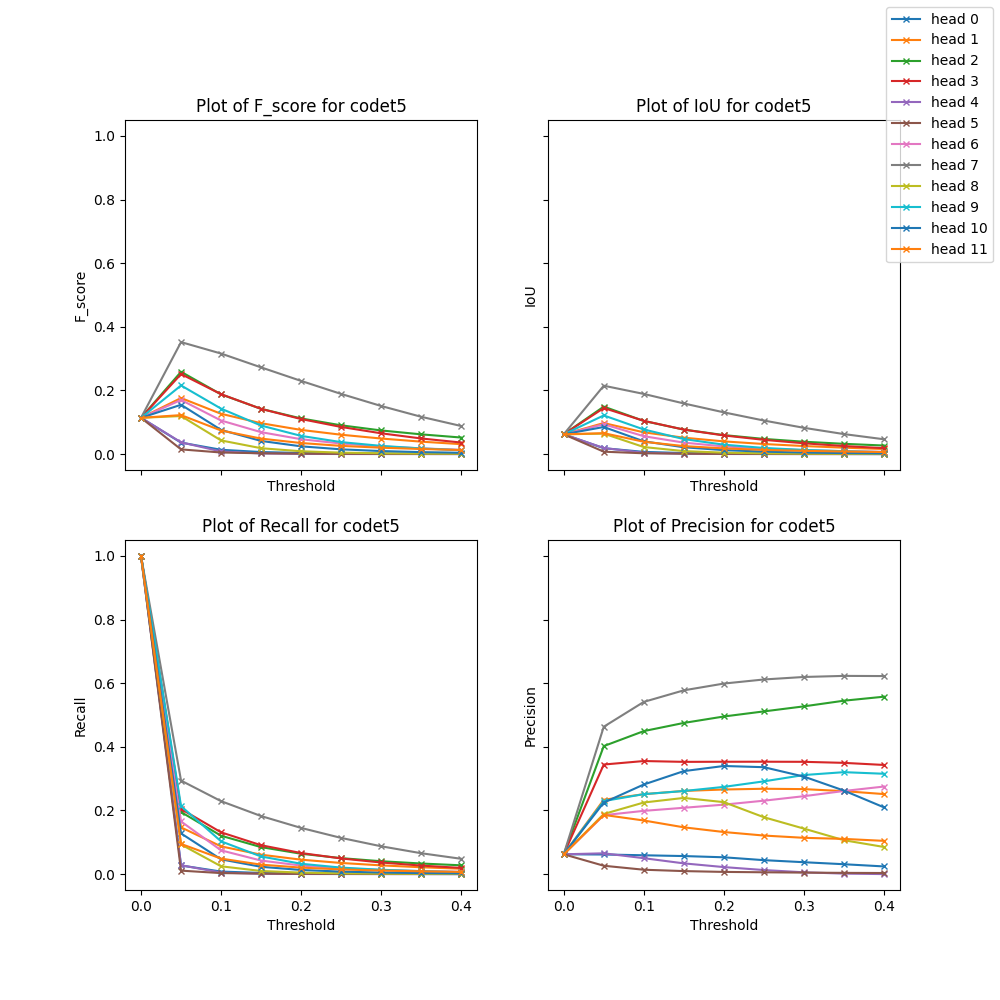 head 0
head 1
head 2
head 3
head 4
head 5
head 6
head 7
head 8
head 9
head 10
head 11
Plot of F_score for codet5
1.0
0.8
0.6
0.4
0.2
0.0
F_score
Threshold
Plot of IoU for codet5
IoU
Threshold
Plot of Recall for codet5
1.0
0.8
0.6
0.4
0.2
0.0
Recall
0.0 0.1 0.2 0.3 0.4
Threshold
Plot of Precision for codet5
Precision
0.0 0.1 0.2 0.3 0.4
Threshold